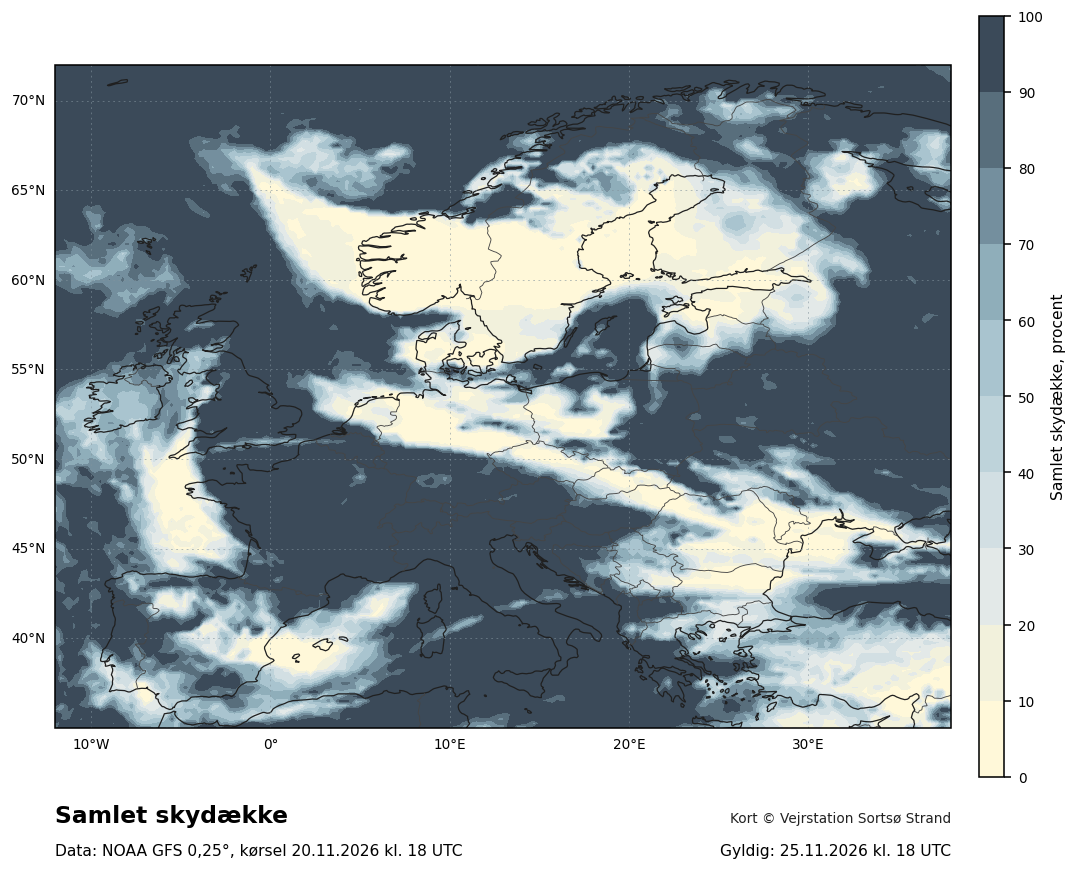 100
90
80
70
60
50
40
30
20
10
0
Samlet skydække, procent
70°N
65°N
60°N
55°N
50°N
45°N
40°N
10°W
0°
10°E
20°E
30°E
Samlet skydække
Kort © Vejrstation Sortsø Strand
Data: NOAA GFS 0,25°, kørsel 20.11.2026 kl. 18 UTC
Gyldig: 25.11.2026 kl. 18 UTC